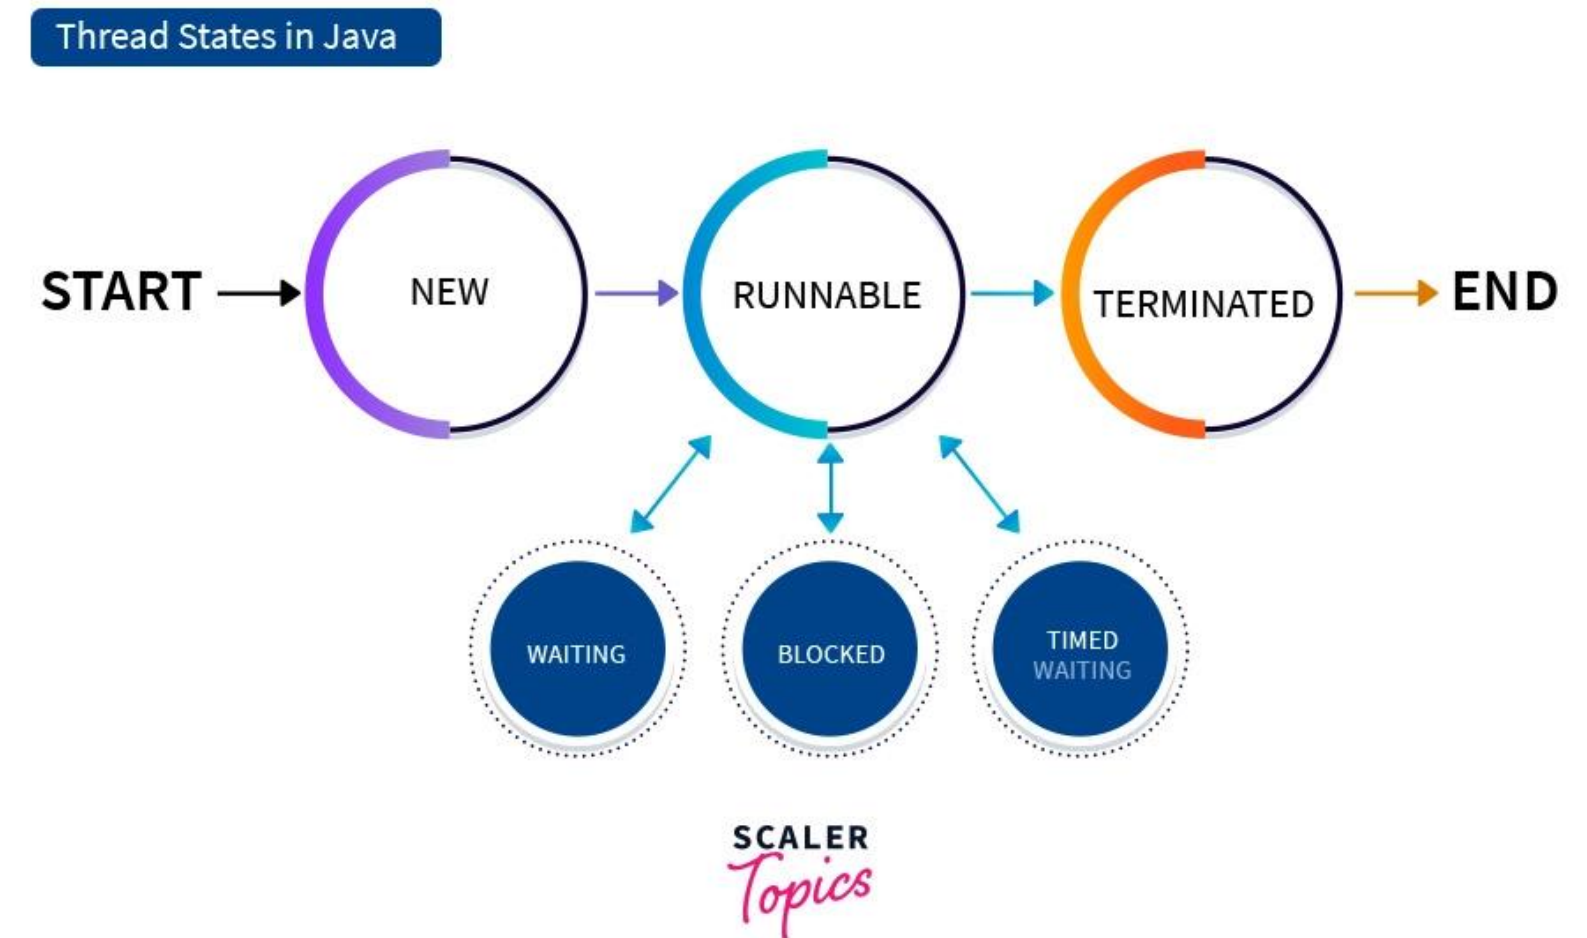 Thread States in Java
START
NEW
RUNNABLE
TERMINATED
END
WAITING
BLOCKED
TIMED
WAITING
SCALER
Topics